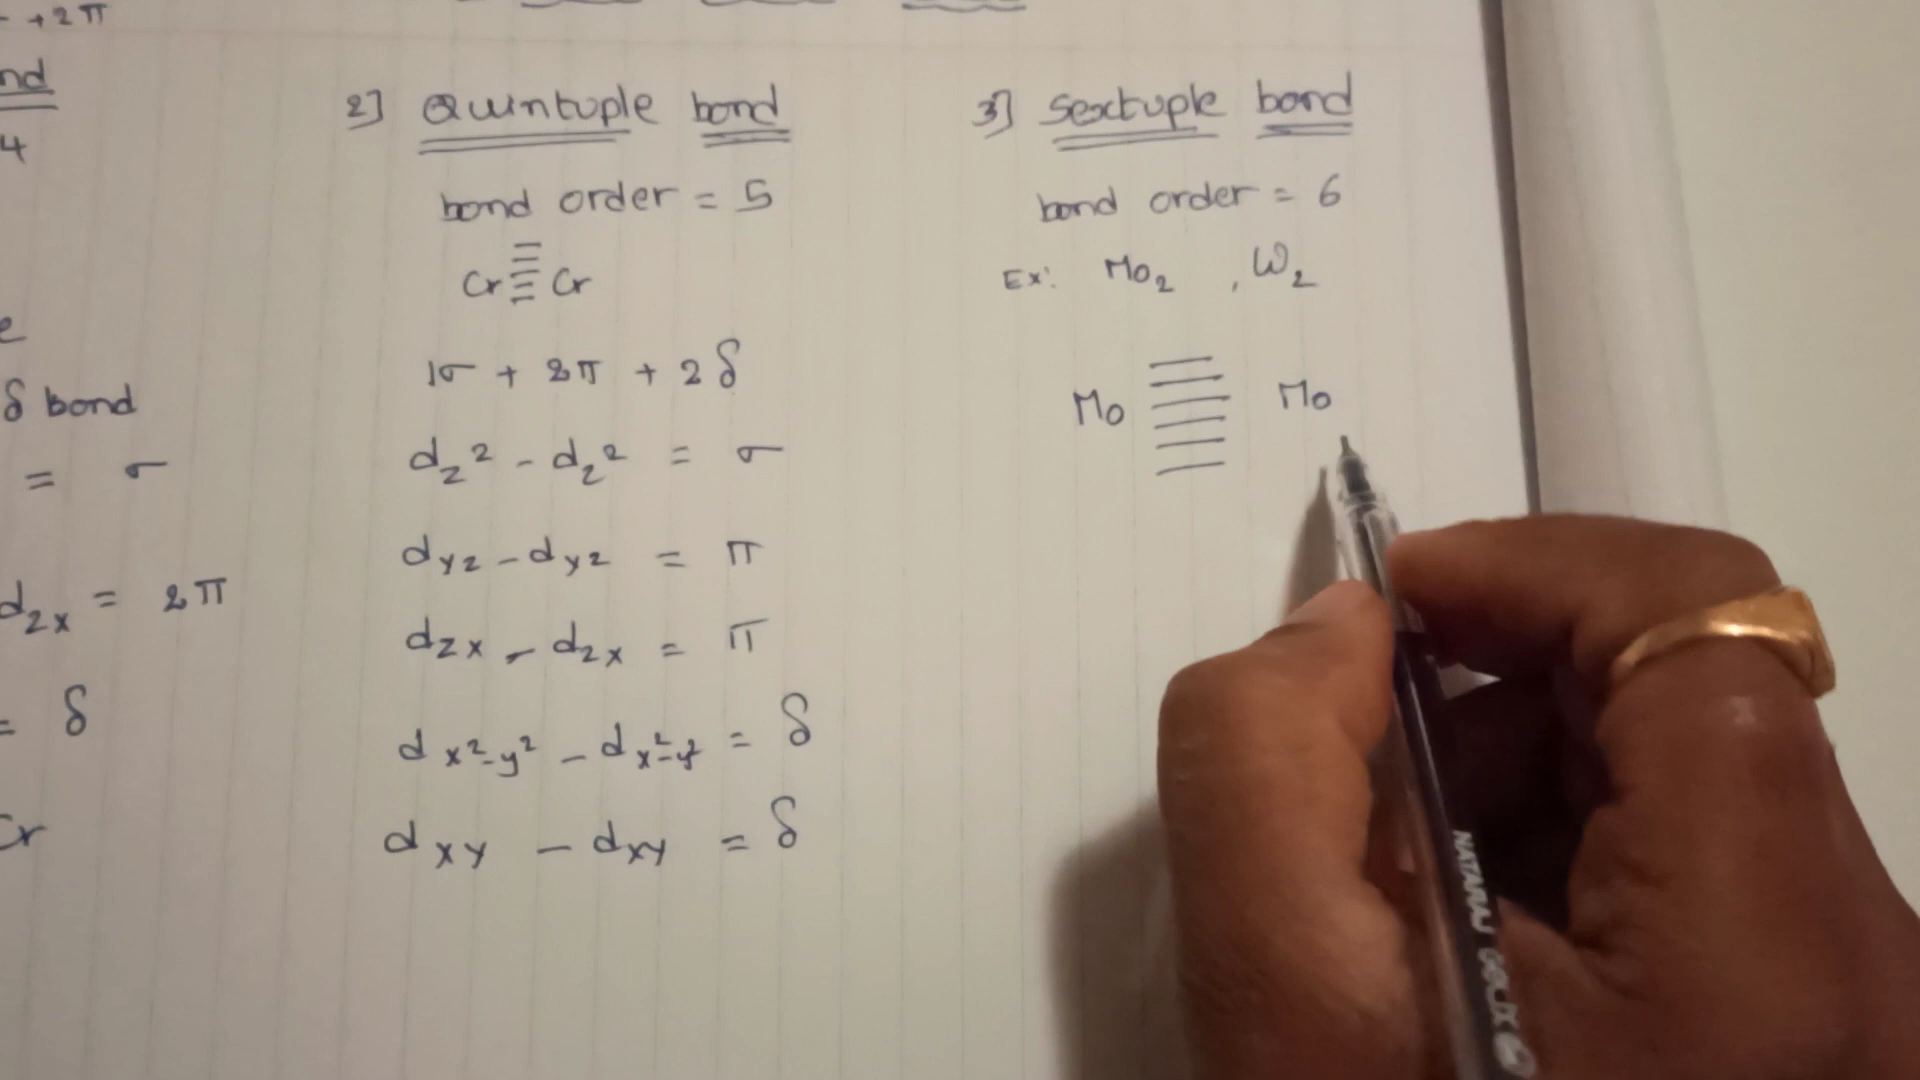 +2π
nd
4
e
δ bond
= σ
dzx = 2π
= δ
Cr
2] Quintuple bond
bond order = 5
Cr≣Cr
1σ + 2π + 2δ
dz² - dz² = σ
dyz - dyz = π
dzx - dzx = π
dx²-y² - dx²-y² = δ
dxy - dxy = δ
3] Sextuple bond
bond order = 6
Ex: Mo₂ , W₂
Mo Mo
NATARAJ GELIX